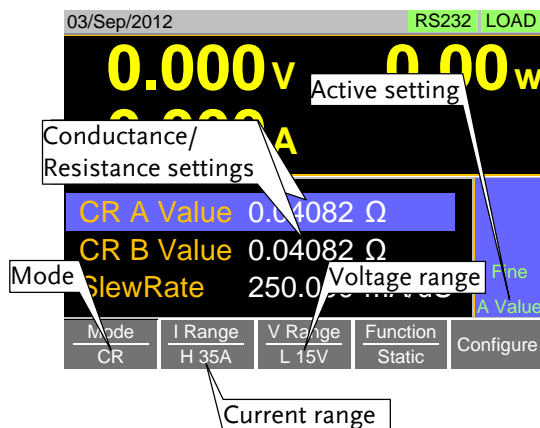 03/Sep/2012 RS232 LOAD
0.000 V 0.00 W
Active setting
A
Conductance/
Resistance settings
CR A Value 0.04082 Ω
CR B Value 0.04082 Ω
Mode
Voltage range
SlewRate
Fine
A Value
Mode I Range V Range Function Configure
CR H 35A L 15V Static
Current range